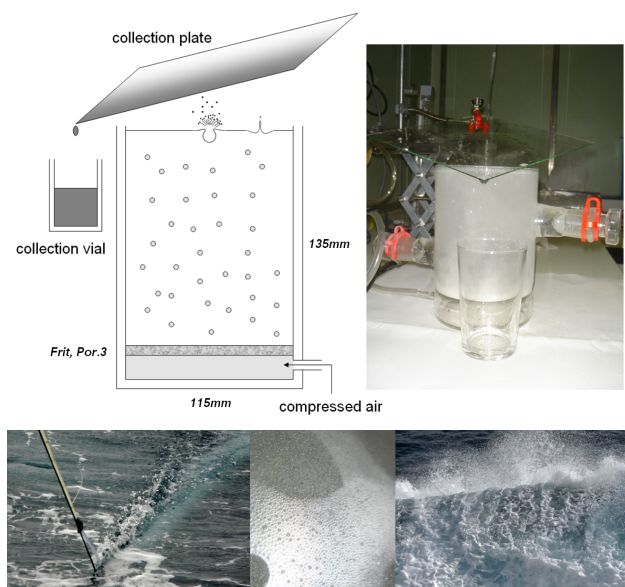 collection plate
collection vial
135mm
Frit, Por.3
115mm
compressed air